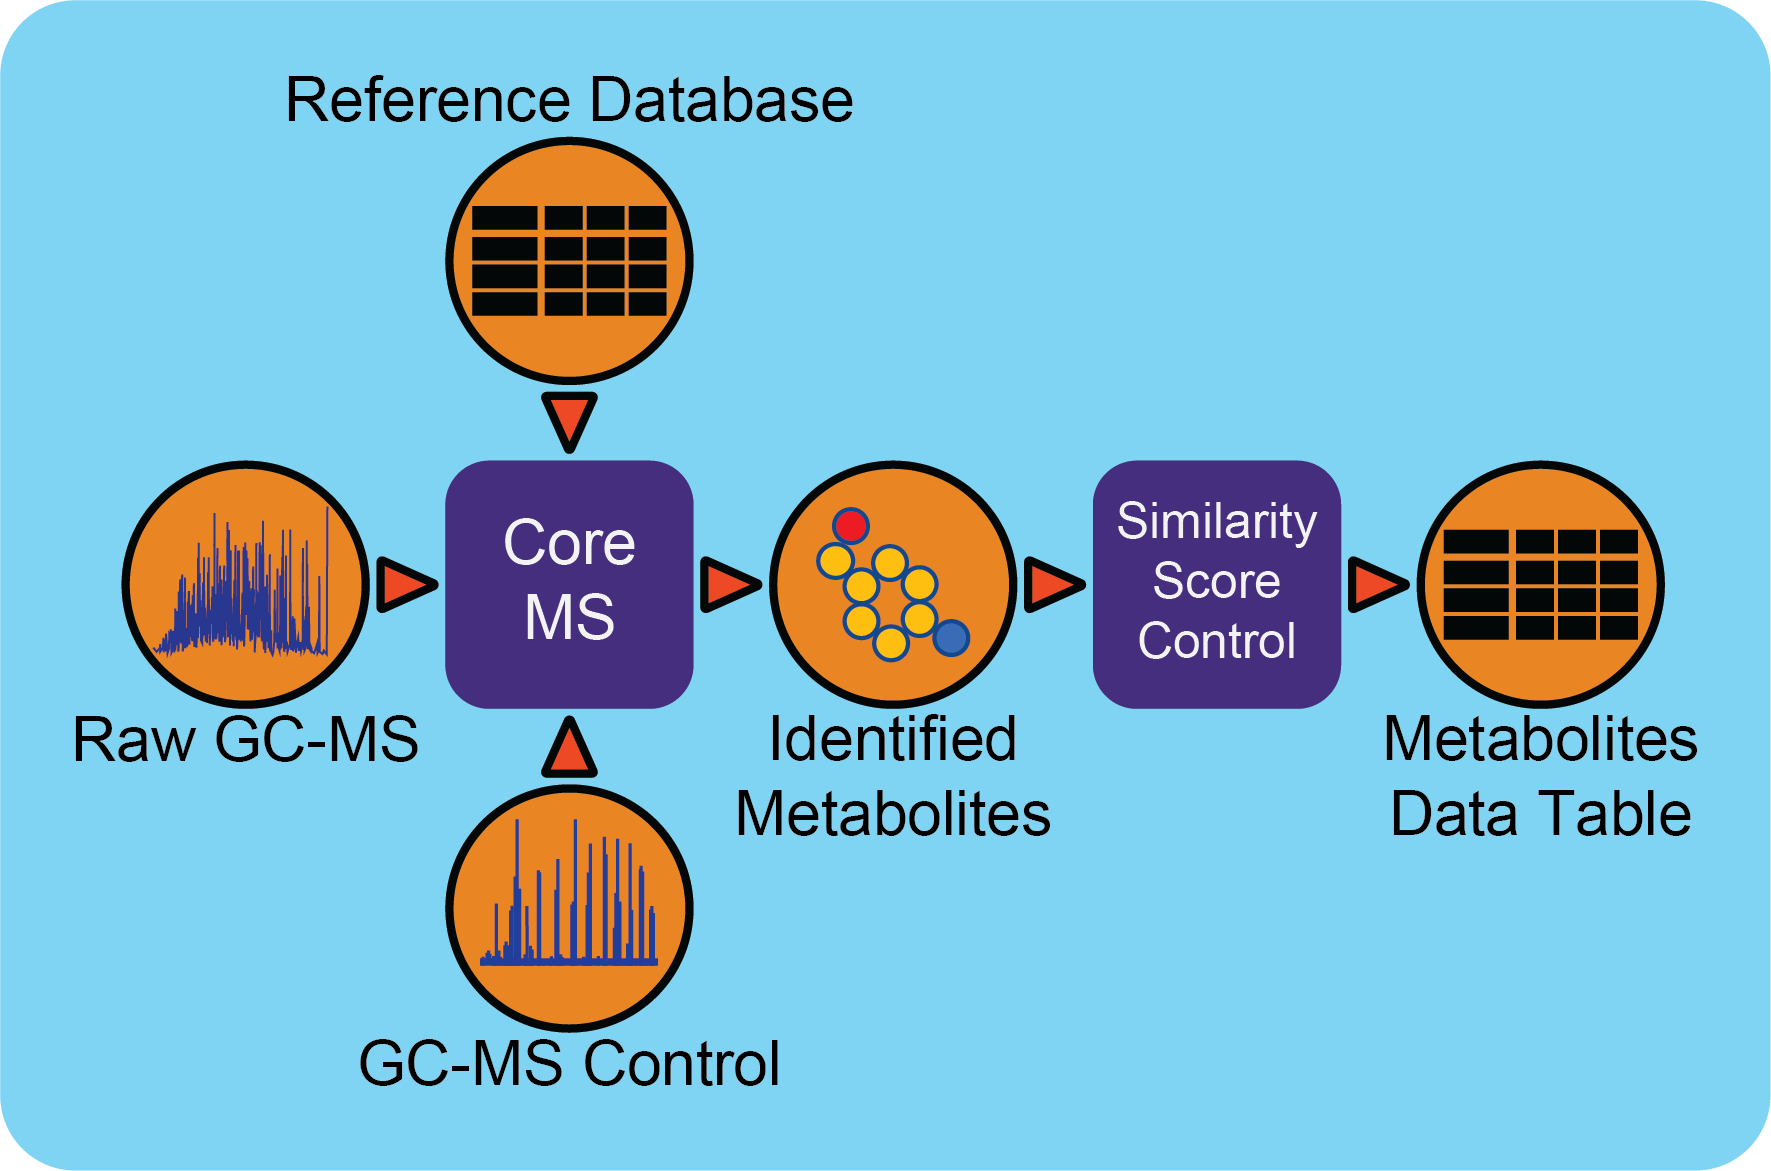 Reference Database
Raw GC-MS
Core
MS
Identified
Metabolites
Similarity
Score
Control
Metabolites
Data Table
GC-MS Control